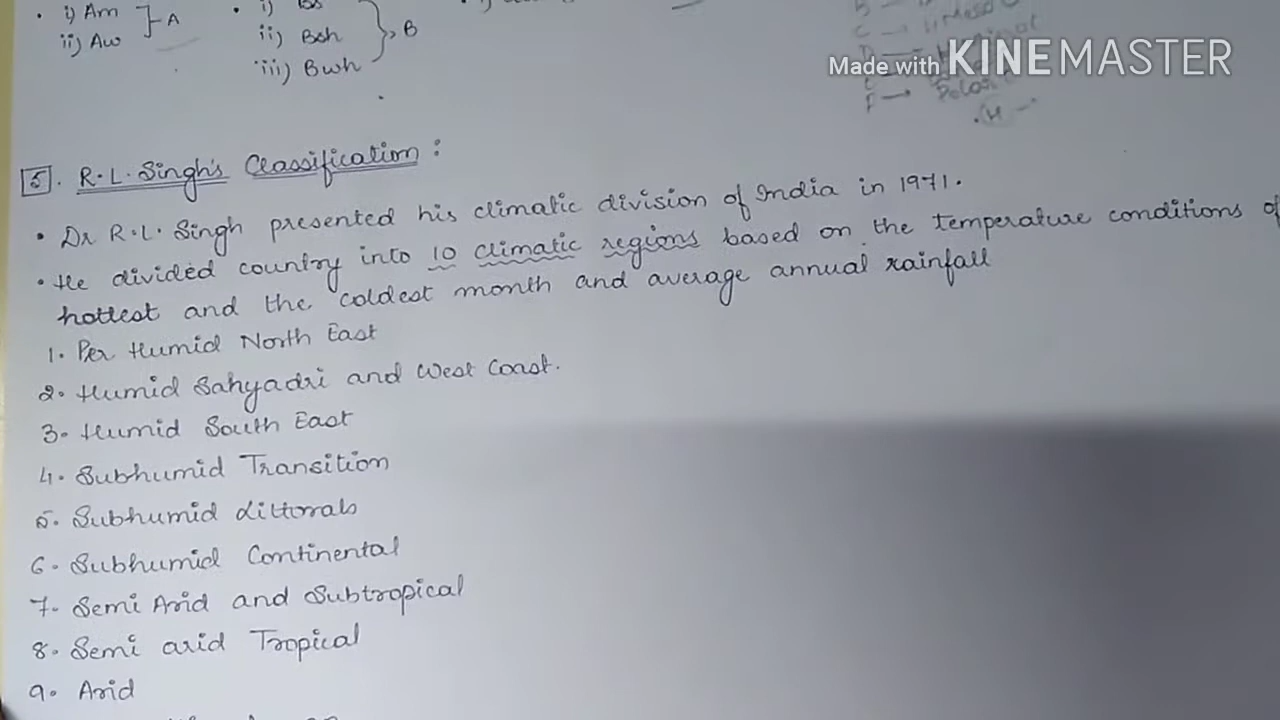 • i) Am
ii) Aw
A
• i) Bs
ii) Bsh
iii) Bwh
B
B
C →
D
E
F → Polar
H
Made with KINEMASTER
5. R.L. Singh's Classification :
• Dr R.L. Singh presented his climatic division of India in 1971.
• He divided country into 10 climatic regions based on the temperature conditions of
hottest and the coldest month and average annual rainfall
1. Per Humid North East
2. Humid Sahyadri and West Coast.
3. Humid South East
4. Subhumid Transition
5. Subhumid Littorals
6. Subhumid Continental
7. Semi Arid and Subtropical
8. Semi arid Tropical
9. Arid